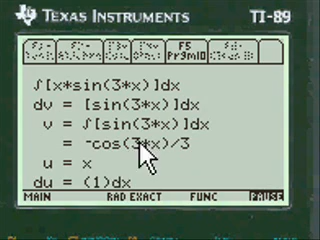 TEXAS INSTRUMENTS TI-89
F5
PrgmIO
∫[x*sin(3*x)]dx
dv = [sin(3*x)]dx
v = ∫[sin(3*x)]dx
= -cos(3*x)/3
u = x
du = (1)dx
MAIN RAD EXACT FUNC PAUSE